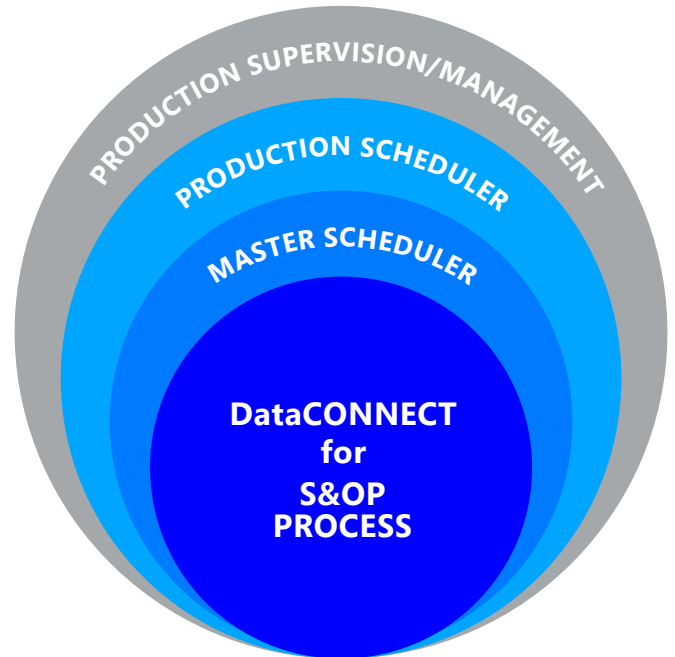 PRODUCTION SUPERVISION/MANAGEMENT
PRODUCTION SCHEDULER
MASTER SCHEDULER
DataCONNECT
for
S&OP
PROCESS